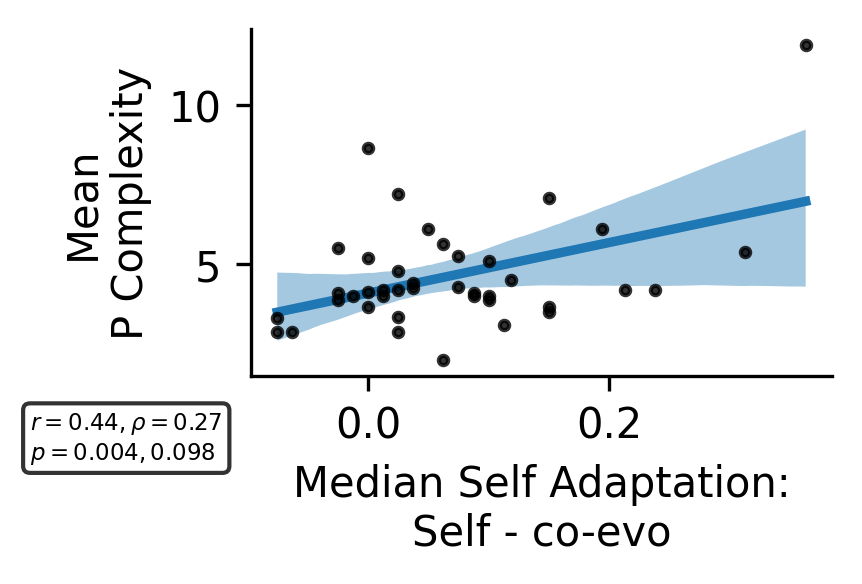 Mean
P Complexity
10
5
0.0
0.2
r = 0.44, ρ = 0.27
p = 0.004, 0.098
Median Self Adaptation:
Self - co-evo